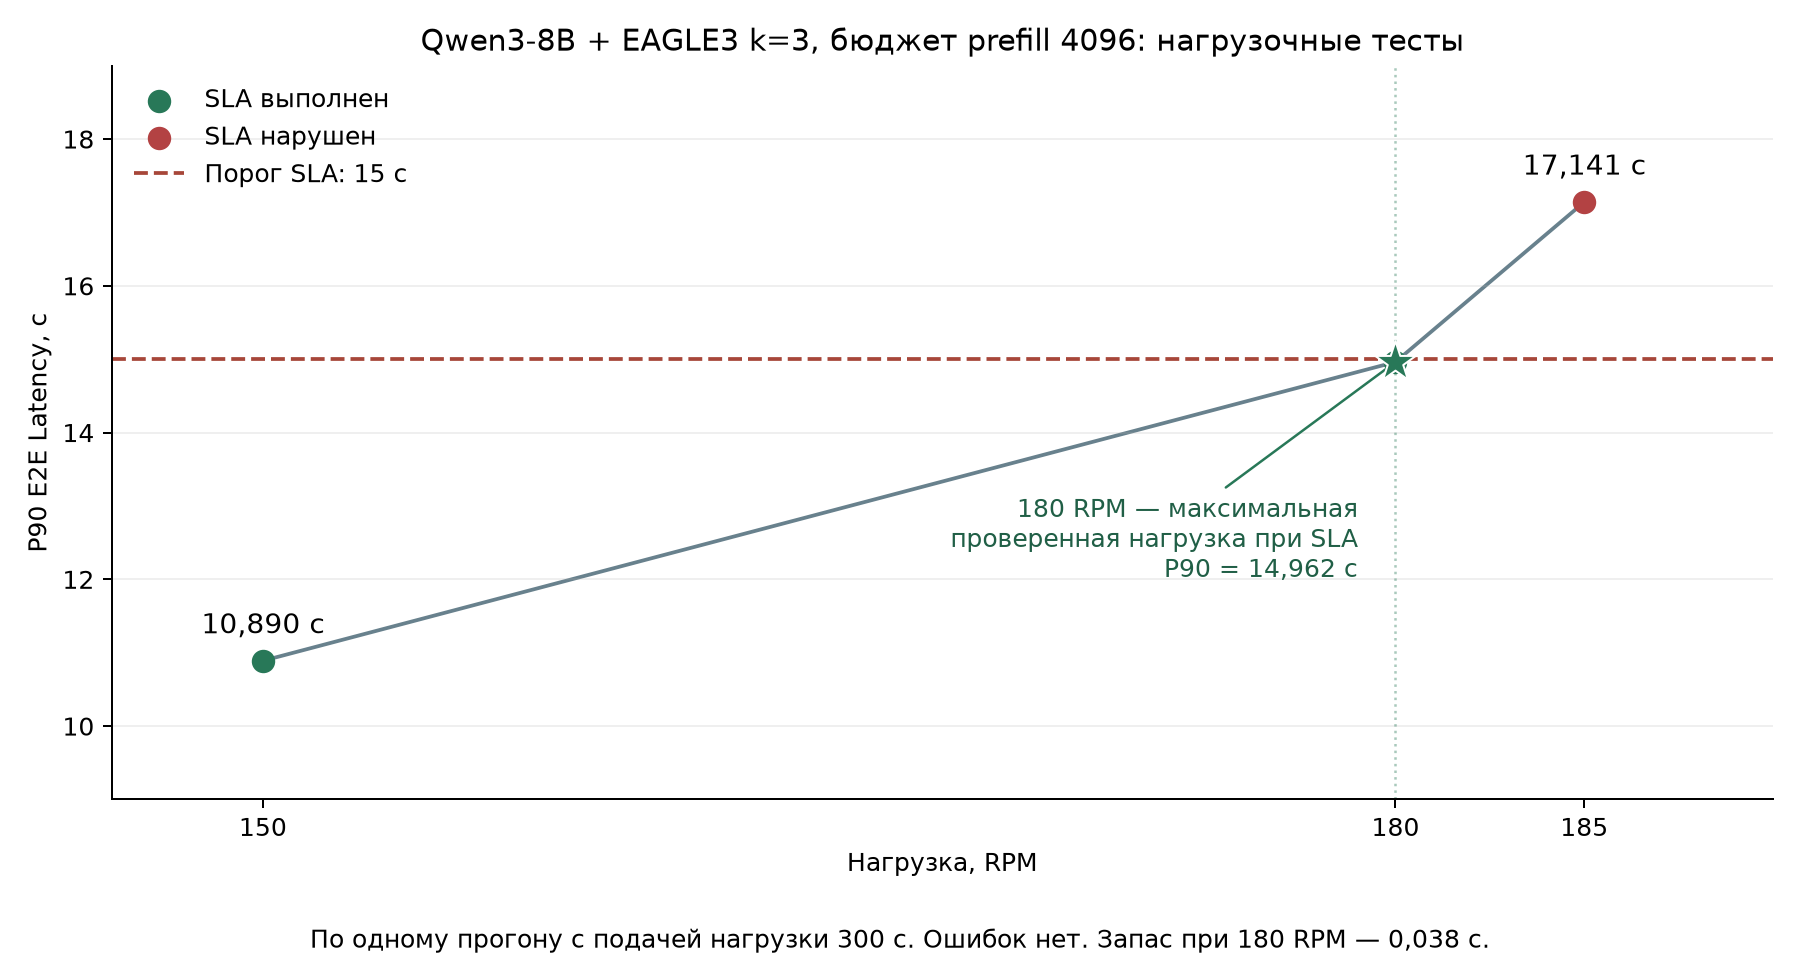 Qwen3-8B + EAGLE3 k=3, бюджет prefill 4096: нагрузочные тесты
SLA выполнен
SLA нарушен
Порог SLA: 15 с
18
16
14
12
10
P90 E2E Latency, с
17,141 с
180 RPM — максимальная
проверенная нагрузка при SLA
P90 = 14,962 с
10,890 с
150
180
185
Нагрузка, RPM
По одному прогону с подачей нагрузки 300 с. Ошибок нет. Запас при 180 RPM — 0,038 с.